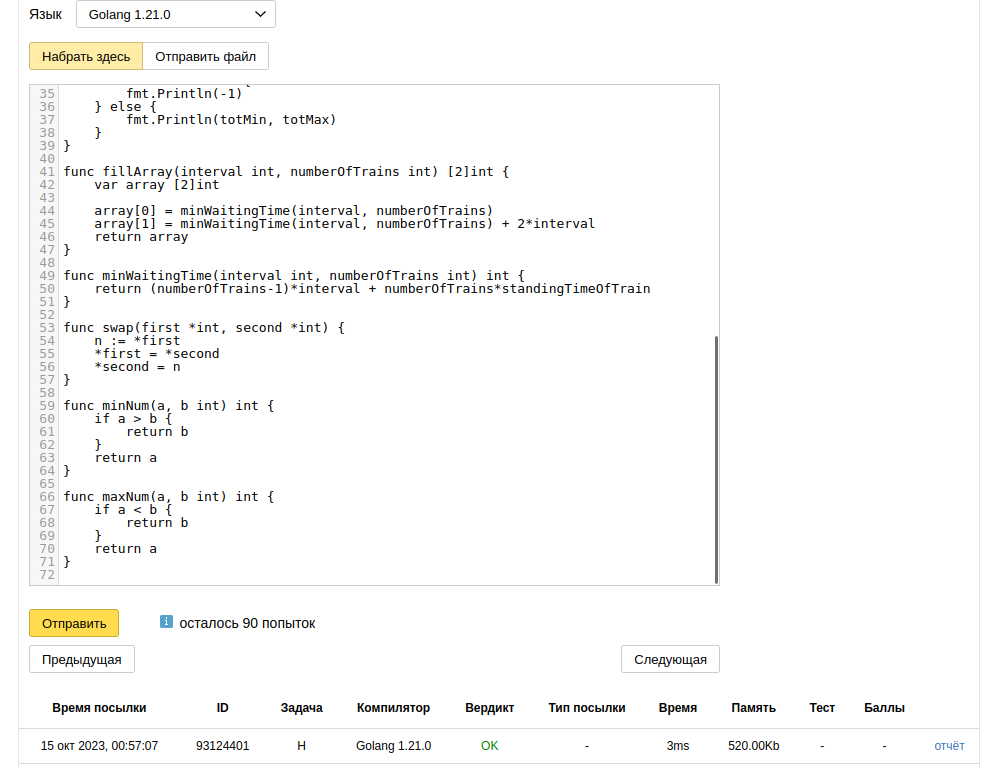 Язык Golang 1.21.0
Набрать здесь Отправить файл
35 fmt.Println(-1)
36 } else {
37 fmt.Println(totMin, totMax)
38 }
39 }
40
41 func fillArray(interval int, numberOfTrains int) [2]int {
42 var array [2]int
43
44 array[0] = minWaitingTime(interval, numberOfTrains)
45 array[1] = minWaitingTime(interval, numberOfTrains) + 2*interval
46 return array
47 }
48
49 func minWaitingTime(interval int, numberOfTrains int) int {
50 return (numberOfTrains-1)*interval + numberOfTrains*standingTimeOfTrain
51 }
52
53 func swap(first *int, second *int) {
54 n := *first
55 *first = *second
56 *second = n
57 }
58
59 func minNum(a, b int) int {
60 if a > b {
61 return b
62 }
63 return a
64 }
65
66 func maxNum(a, b int) int {
67 if a < b {
68 return b
69 }
70 return a
71 }
72
Отправить i осталось 90 попыток
Предыдущая Следующая
Время посылки ID Задача Компилятор Вердикт Тип посылки Время Память Тест Баллы
15 окт 2023, 00:57:07 93124401 H Golang 1.21.0 OK - 3ms 520.00Kb - - отчёт